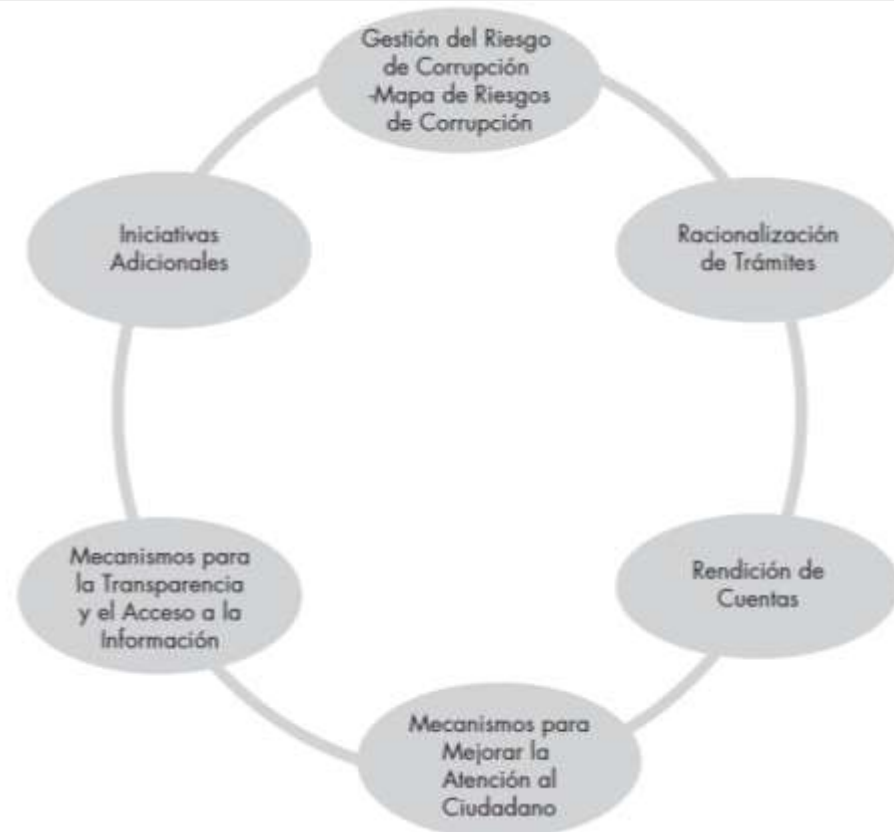 Gestión del Riesgo
de Corrupción
-Mapa de Riesgos
de Corrupción
Racionalización
de Trámites
Rendición de
Cuentas
Mecanismos para
Mejorar la
Atención al
Ciudadano
Mecanismos para
la Transparencia
y el Acceso a la
Información
Iniciativas
Adicionales